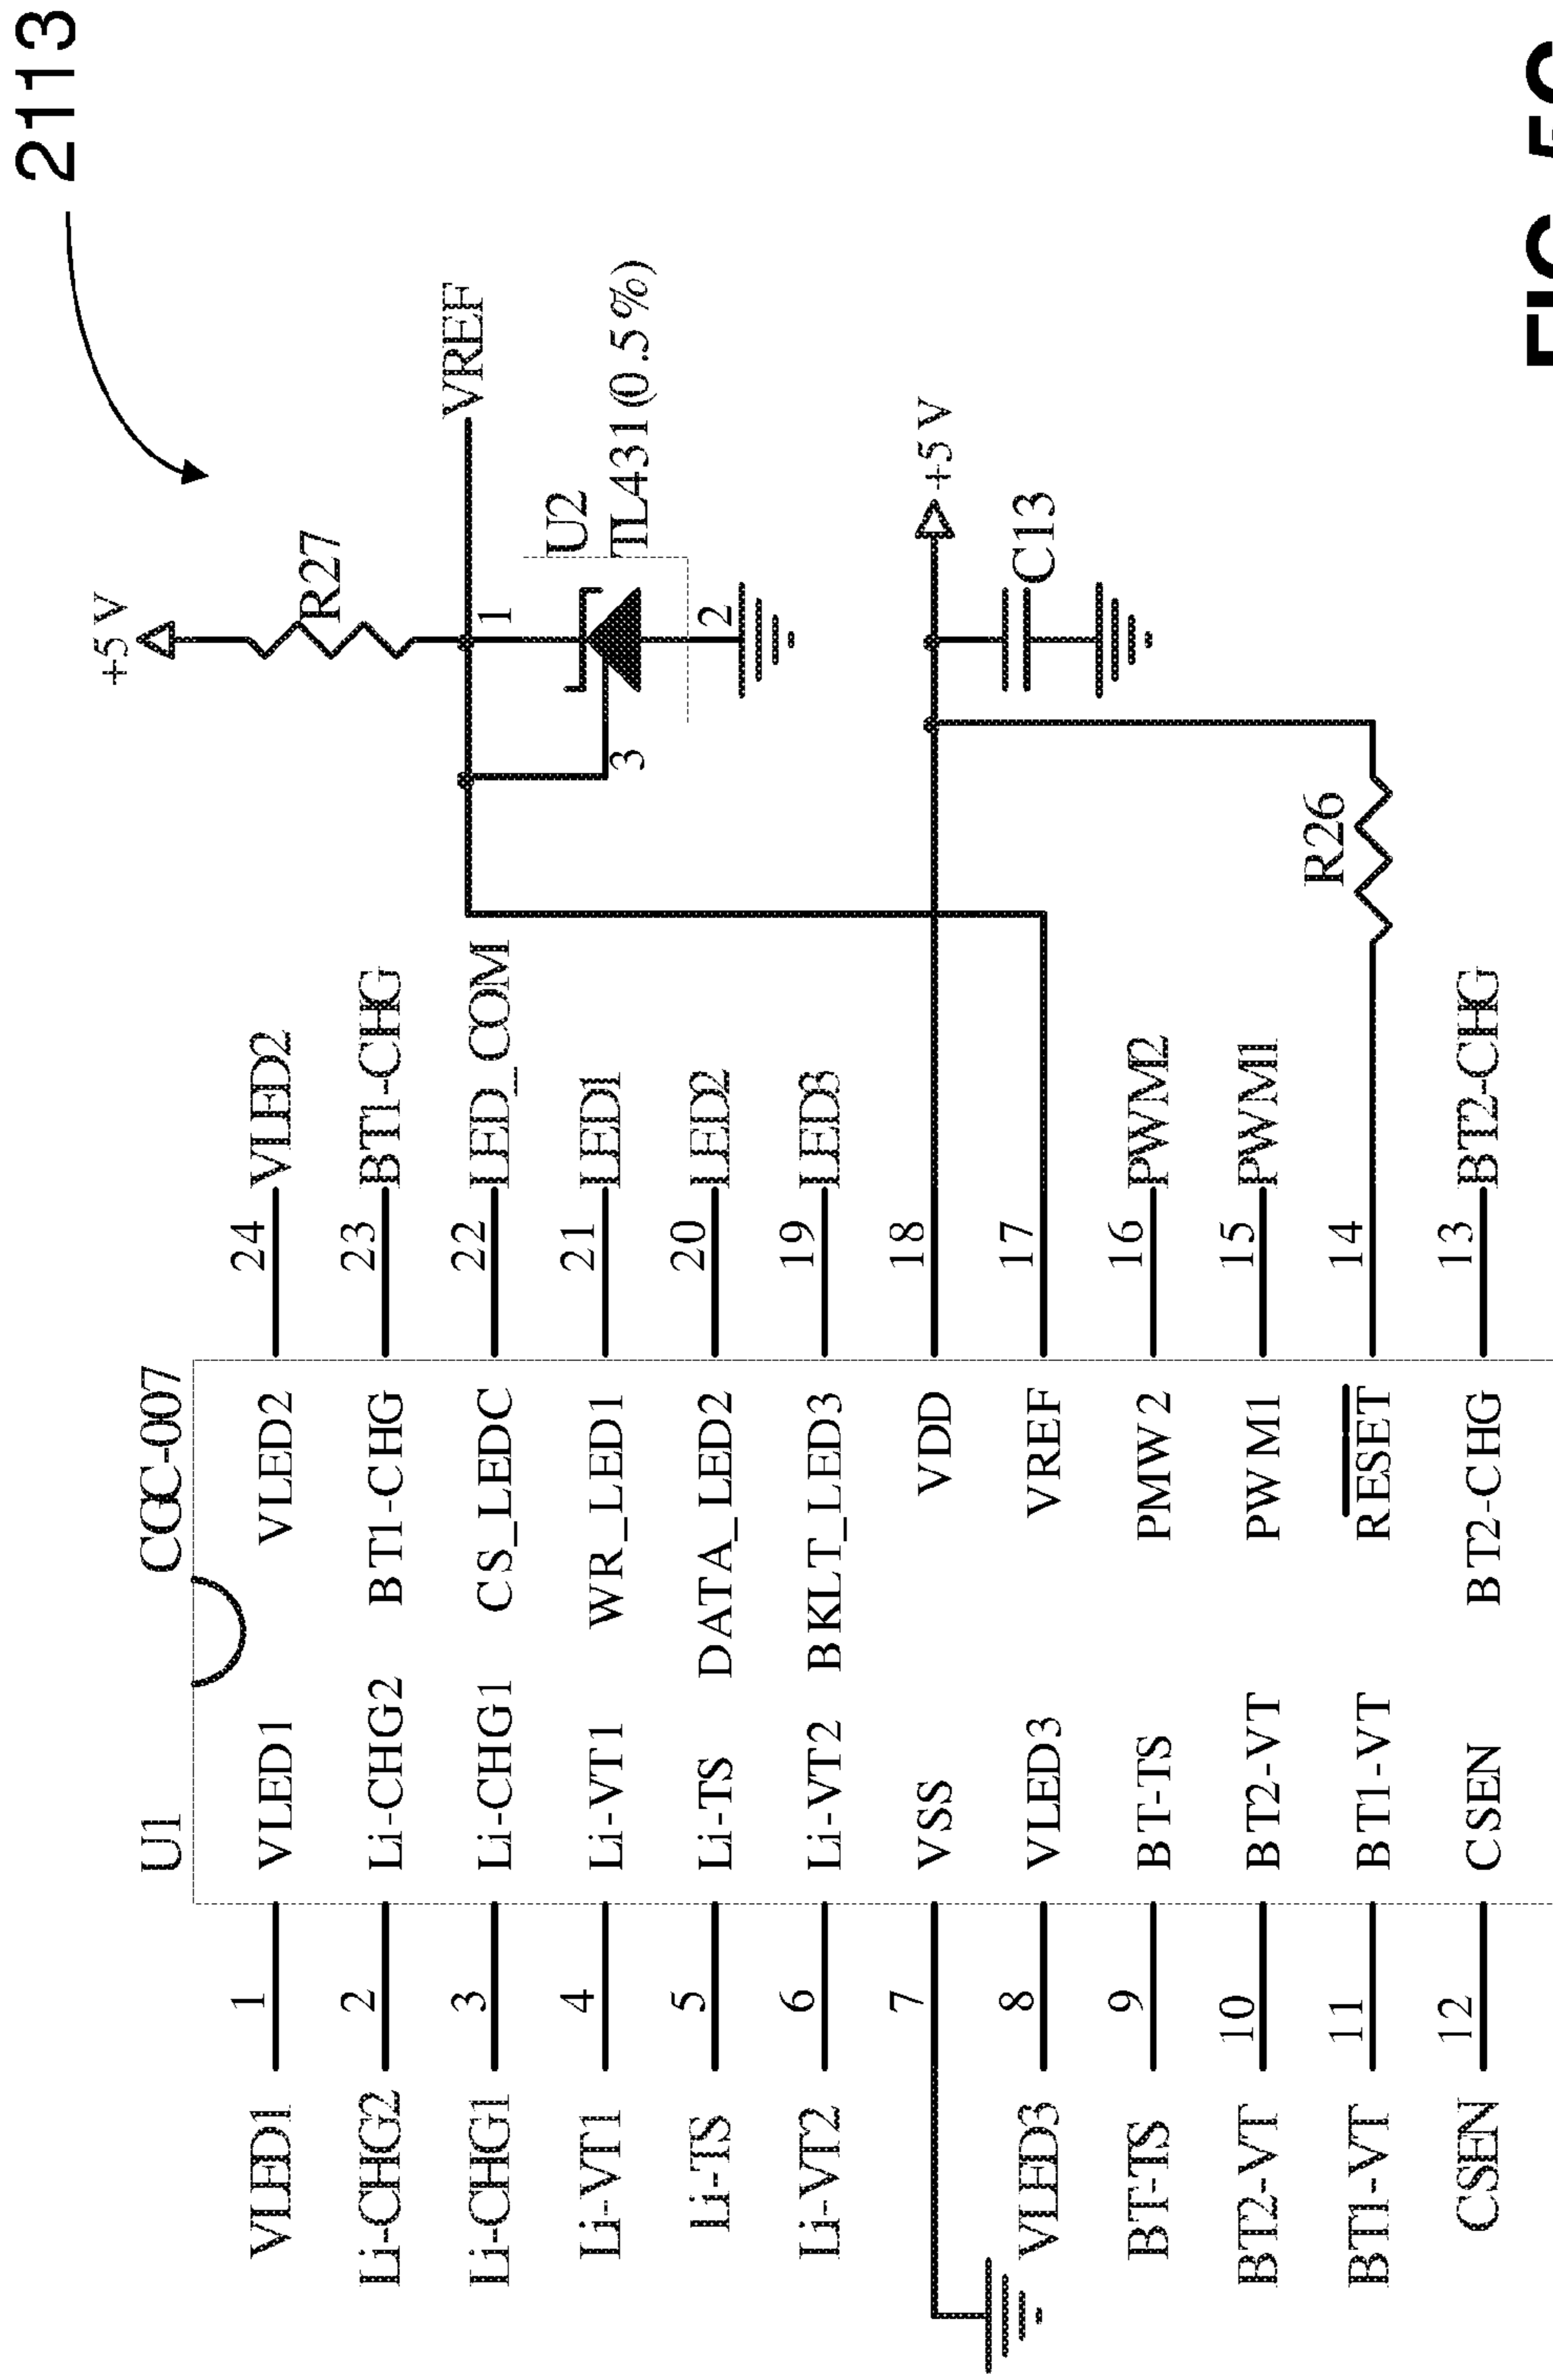 2113
+5 V
R27
VREF
1
U2
TL431 (0.5%)
3
2
+5 V
C13
R26
U1
CGC-007
VLED1 1 VLED1 VLED2 24 VLED2
Li-CHG2 2 Li-CHG2 BT1-CHG 23 BT1-CHG
Li-CHG1 3 Li-CHG1 CS_LEDC 22 LED_COM
Li-VT1 4 Li-VT1 WR_LED1 21 LED1
Li-TS 5 Li-TS DATA_LED2 20 LED2
Li-VT2 6 Li-VT2 BKLT_LED3 19 LED3
7 VSS VDD 18
VLED3 8 VLED3 VREF 17
BT-TS 9 BT-TS PMW2 16 PWM2
BT2-VT 10 BT2-VT PWM1 15 PWM1
BT1-VT 11 BT1-VT RESET 14
CSEN 12 CSEN BT2-CHG 13 BT2-CHG